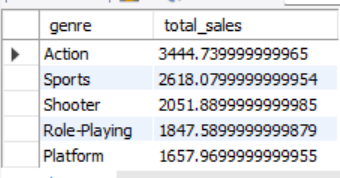 genre total_sales
Action 3444.739999999965
Sports 2618.0799999999954
Shooter 2051.8899999999985
Role-Playing 1847.5899999999879
Platform 1657.9699999999955